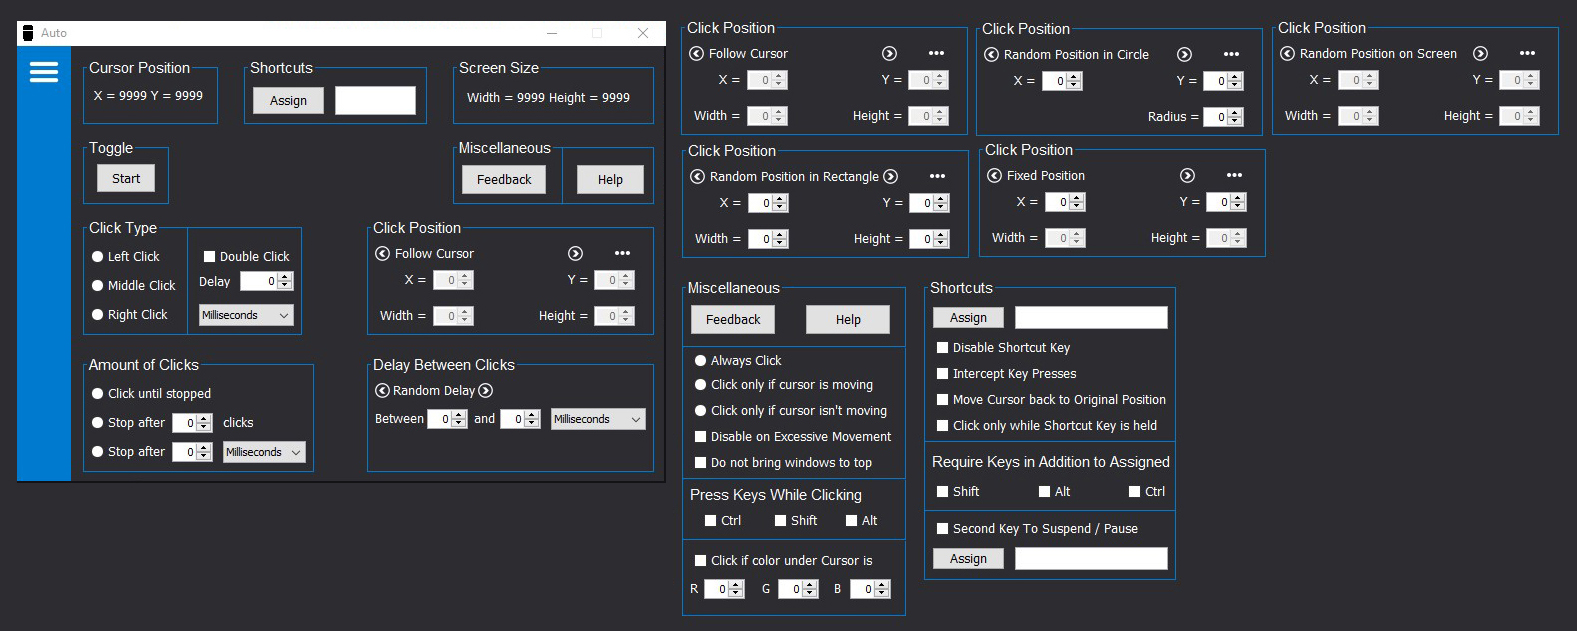 Auto
Cursor Position
X = 9999 Y = 9999
Shortcuts
Assign
Screen Size
Width = 9999 Height = 9999
Toggle
Start
Miscellaneous
Feedback
Help
Click Type
Left Click
Middle Click
Right Click
Double Click
Delay 0
Milliseconds
Click Position
Follow Cursor
X = 0 Y = 0
Width = 0 Height = 0
Amount of Clicks
Click until stopped
Stop after 0 clicks
Stop after 0 Milliseconds
Delay Between Clicks
Random Delay
Between 0 and 0 Milliseconds
Click Position
Follow Cursor
X = 0 Y = 0
Width = 0 Height = 0
Click Position
Random Position in Circle
X = 0 Y = 0
Radius = 0
Click Position
Random Position on Screen
X = 0 Y = 0
Width = 0 Height = 0
Click Position
Random Position in Rectangle
X = 0 Y = 0
Width = 0 Height = 0
Click Position
Fixed Position
X = 0 Y = 0
Width = 0 Height = 0
Miscellaneous
Feedback
Help
Always Click
Click only if cursor is moving
Click only if cursor isn't moving
Disable on Excessive Movement
Do not bring windows to top
Press Keys While Clicking
Ctrl Shift Alt
Click if color under Cursor is
R 0 G 0 B 0
Shortcuts
Assign
Disable Shortcut Key
Intercept Key Presses
Move Cursor back to Original Position
Click only while Shortcut Key is held
Require Keys in Addition to Assigned
Shift Alt Ctrl
Second Key To Suspend / Pause
Assign